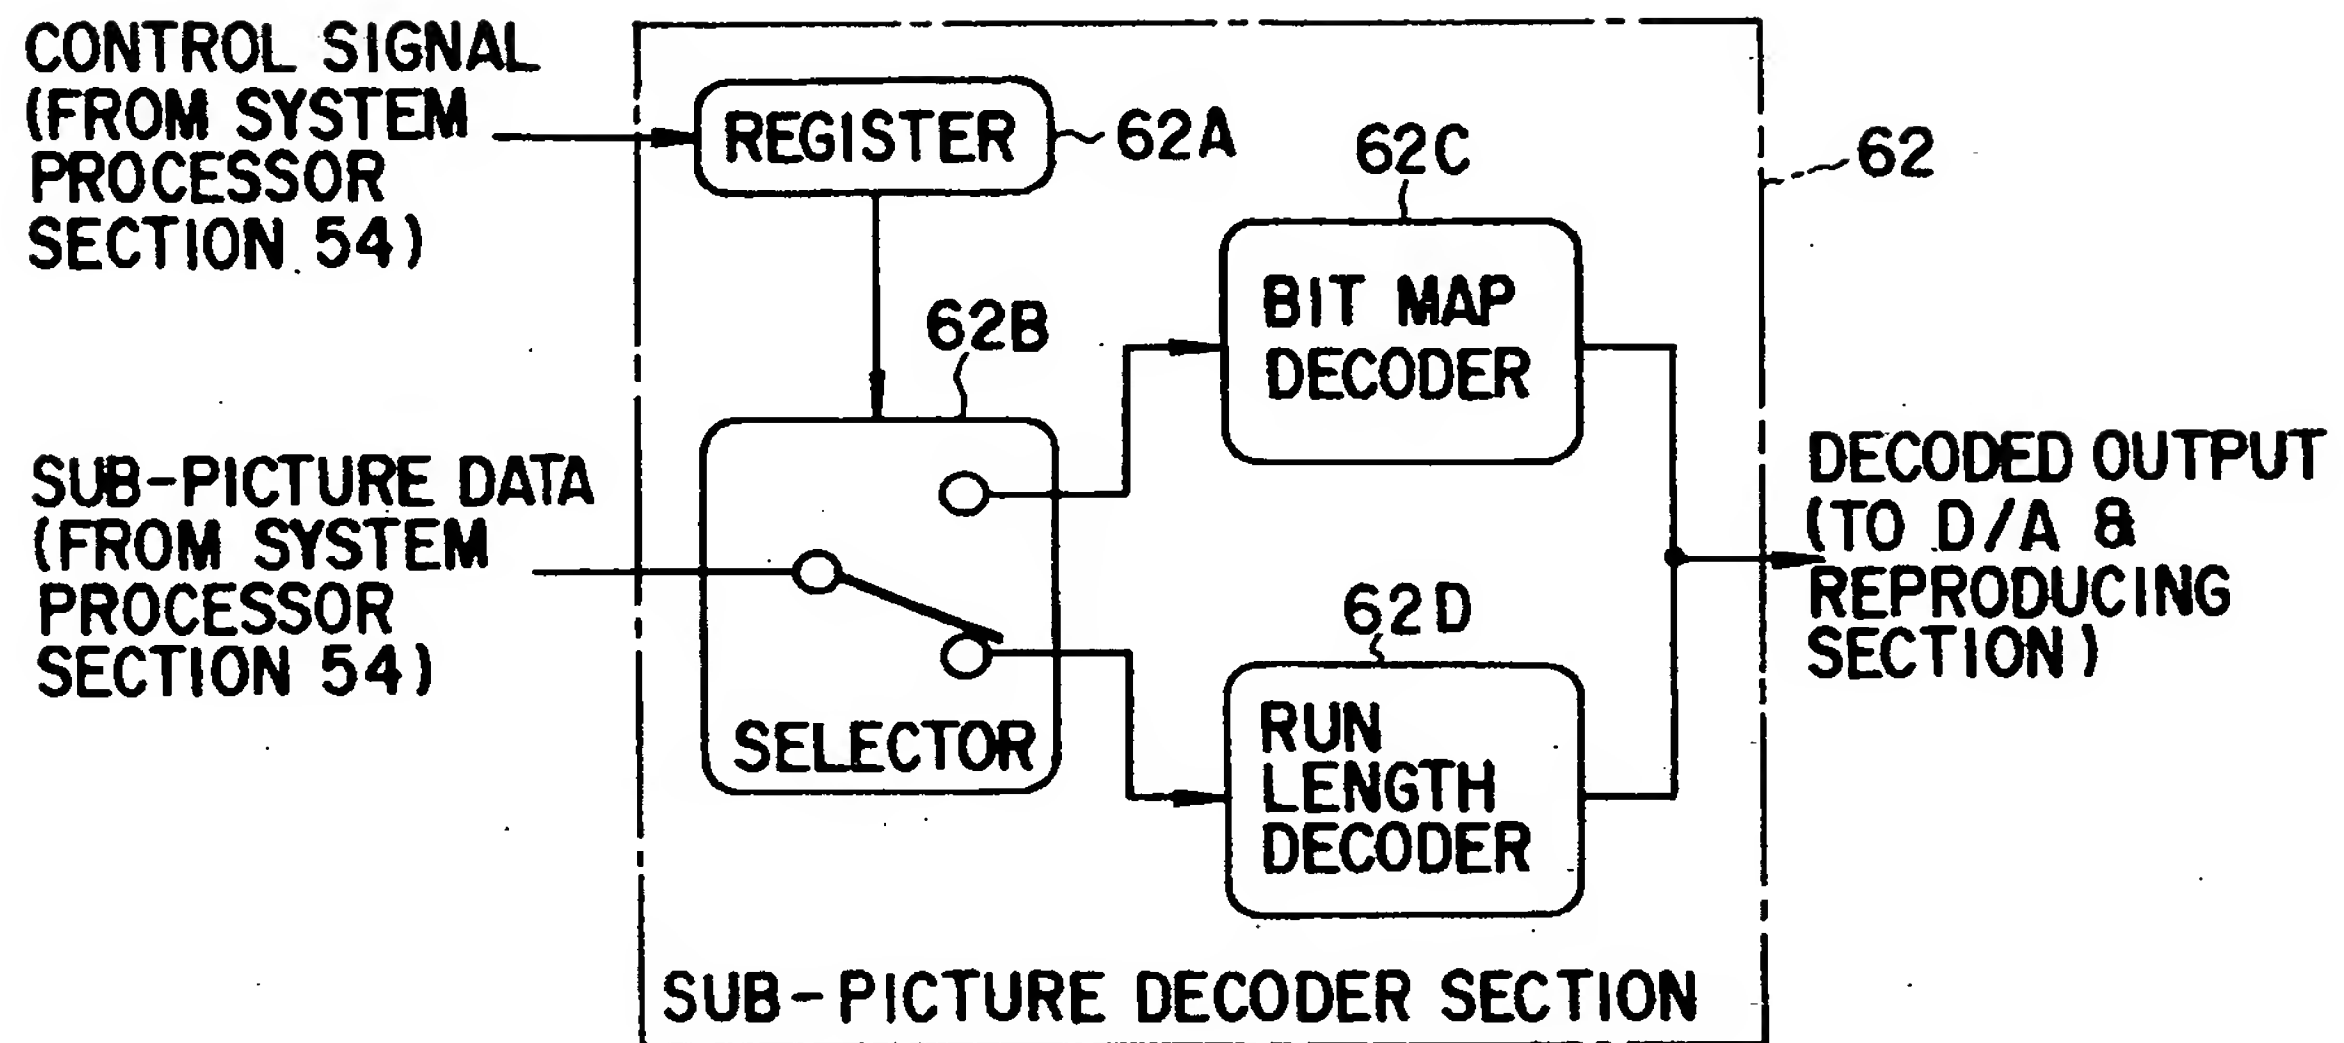 CONTROL SIGNAL
(FROM SYSTEM
PROCESSOR
SECTION 54)
REGISTER
62A
62C
62
62B
BIT MAP
DECODER
SUB-PICTURE DATA
(FROM SYSTEM
PROCESSOR
SECTION 54)
DECODED OUTPUT
(TO D/A &
REPRODUCING
SECTION)
62D
SELECTOR
RUN
LENGTH
DECODER
SUB-PICTURE DECODER SECTION